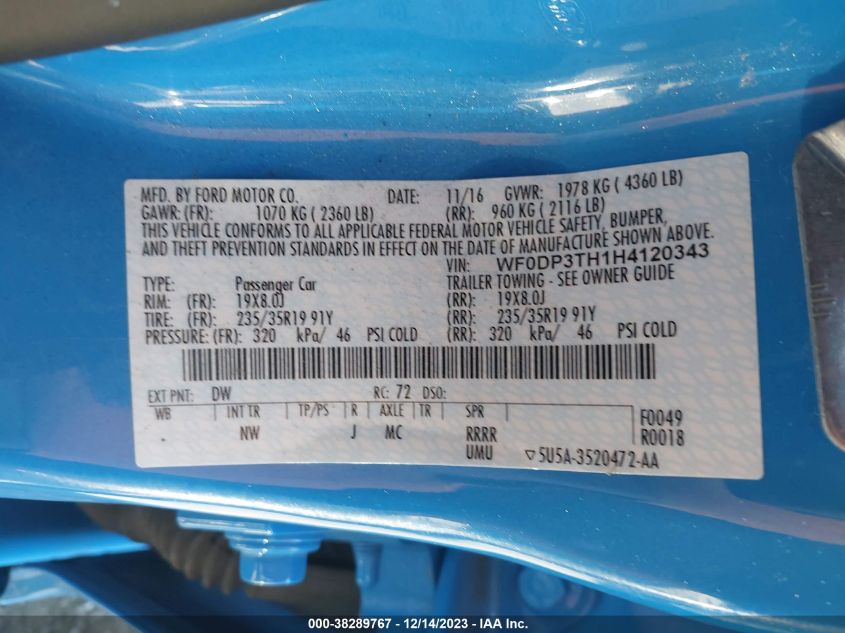 MFD. BY FORD MOTOR CO. DATE: 11/16 GVWR: 1978 KG ( 4360 LB)
GAWR: (FR): 1070 KG ( 2360 LB) (RR): 960 KG ( 2116 LB)
THIS VEHICLE CONFORMS TO ALL APPLICABLE FEDERAL MOTOR VEHICLE SAFETY, BUMPER,
AND THEFT PREVENTION STANDARDS IN EFFECT ON THE DATE OF MANUFACTURE SHOWN ABOVE.
VIN: WF0DP3TH1H4120343
TYPE: Passenger Car TRAILER TOWING - SEE OWNER GUIDE
RIM: (FR): 19X8.0J (RR): 19X8.0J
TIRE: (FR): 235/35R19 91Y (RR): 235/35R19 91Y
PRESSURE: (FR): 320 kPa/ 46 PSI COLD (RR): 320 kPa/ 46 PSI COLD
EXT PNT: DW RC: 72 DSO:
WB INT TR TP/PS R AXLE TR SPR F0049
- NW J MC RRRR R0018
UMU ▽5U5A-3520472-AA
000-38289767 - 12/14/2023 - IAAI Inc.